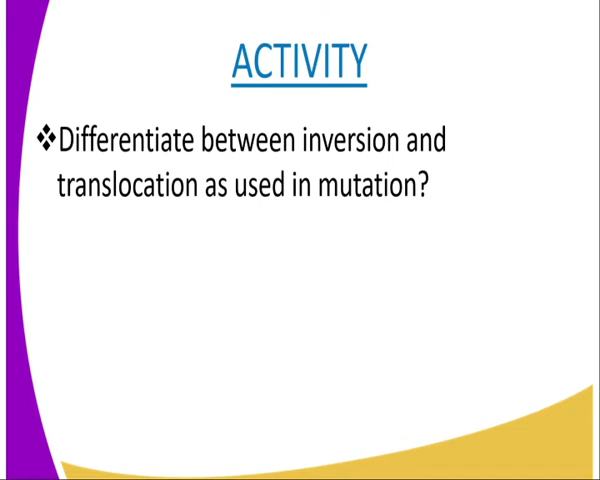 ACTIVITY
❖Differentiate between inversion and
translocation as used in mutation?